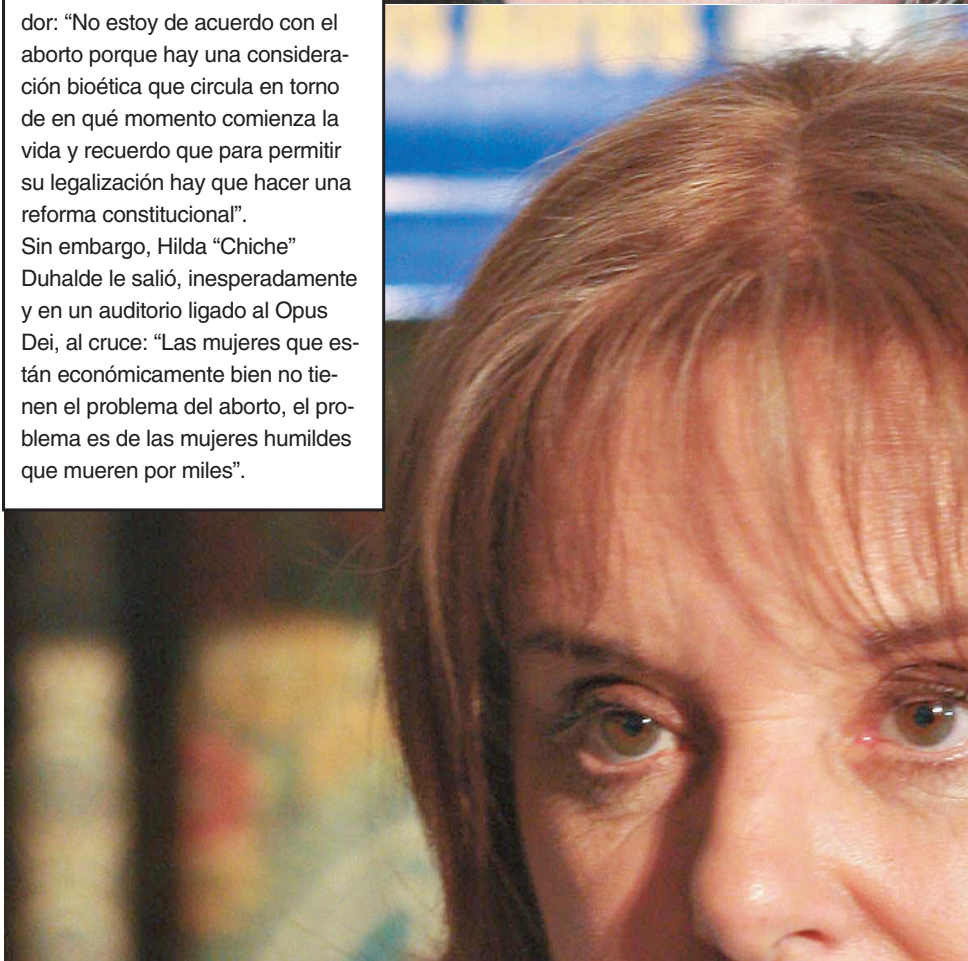 dor: “No estoy de acuerdo con el
aborto porque hay una considera-
ción bioética que circula en torno
de en qué momento comienza la
vida y recuerdo que para permitir
su legalización hay que hacer una
reforma constitucional”.
Sin embargo, Hilda “Chiche”
Duhalde le salió, inesperadamente
y en un auditorio ligado al Opus
Dei, al cruce: “Las mujeres que es-
tán económicamente bien no tie-
nen el problema del aborto, el pro-
blema es de las mujeres humildes
que mueren por miles”.